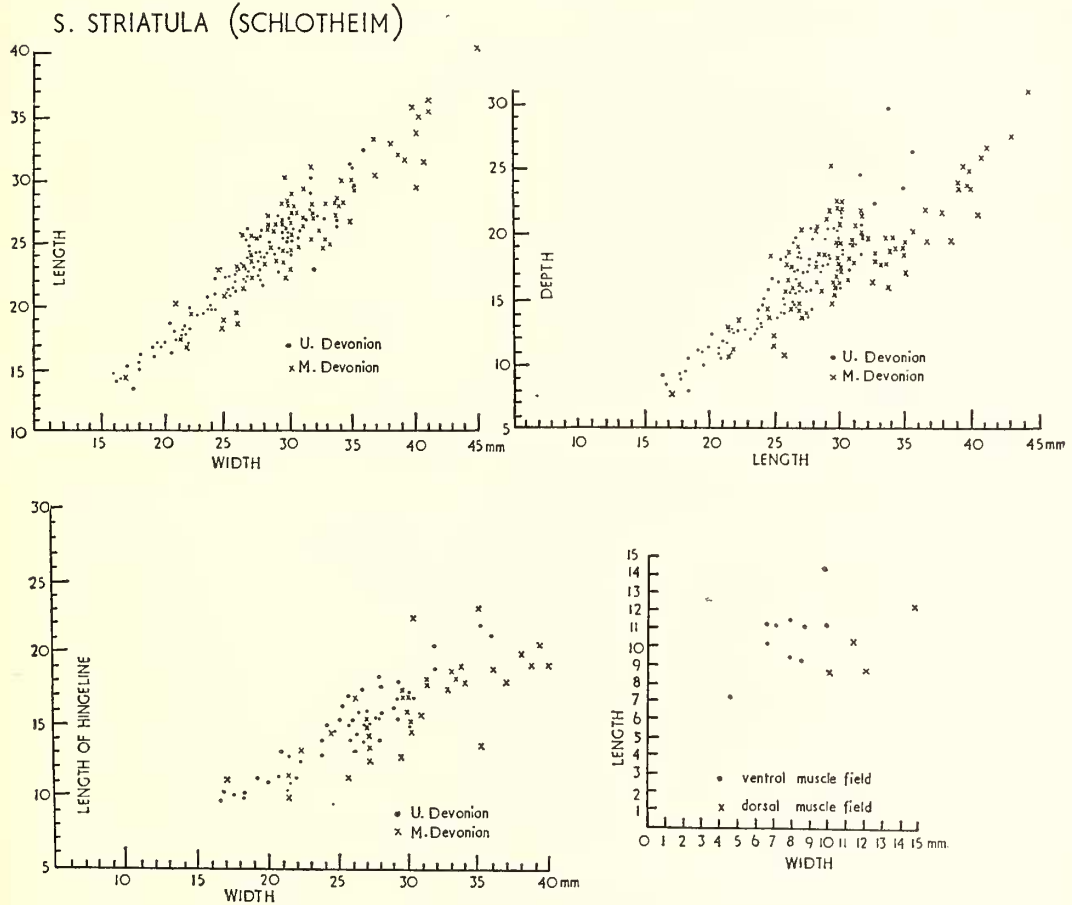 S. STRIATULA (SCHLOTHEIM)
40
35
30
25
20
15
10
LENGTH
15 20 25 30 35 40 45 mm
WIDTH
• U. Devonion
x M. Devonion
30
25
20
15
10
5
DEPTH
10 15 20 25 30 35 40 45 mm
LENGTH
• U. Devonion
x M. Devonion
30
25
20
15
10
5
LENGTH OF HINGELINE
10 15 20 25 30 35 40 mm
WIDTH
• U. Devonion
x M. Devonion
15
14
13
12
11
10
9
8
7
6
5
4
3
2
1
LENGTH
0 1 2 3 4 5 6 7 8 9 10 11 12 13 14 15 mm.
WIDTH
• ventrol muscle field
x dorsal muscle field